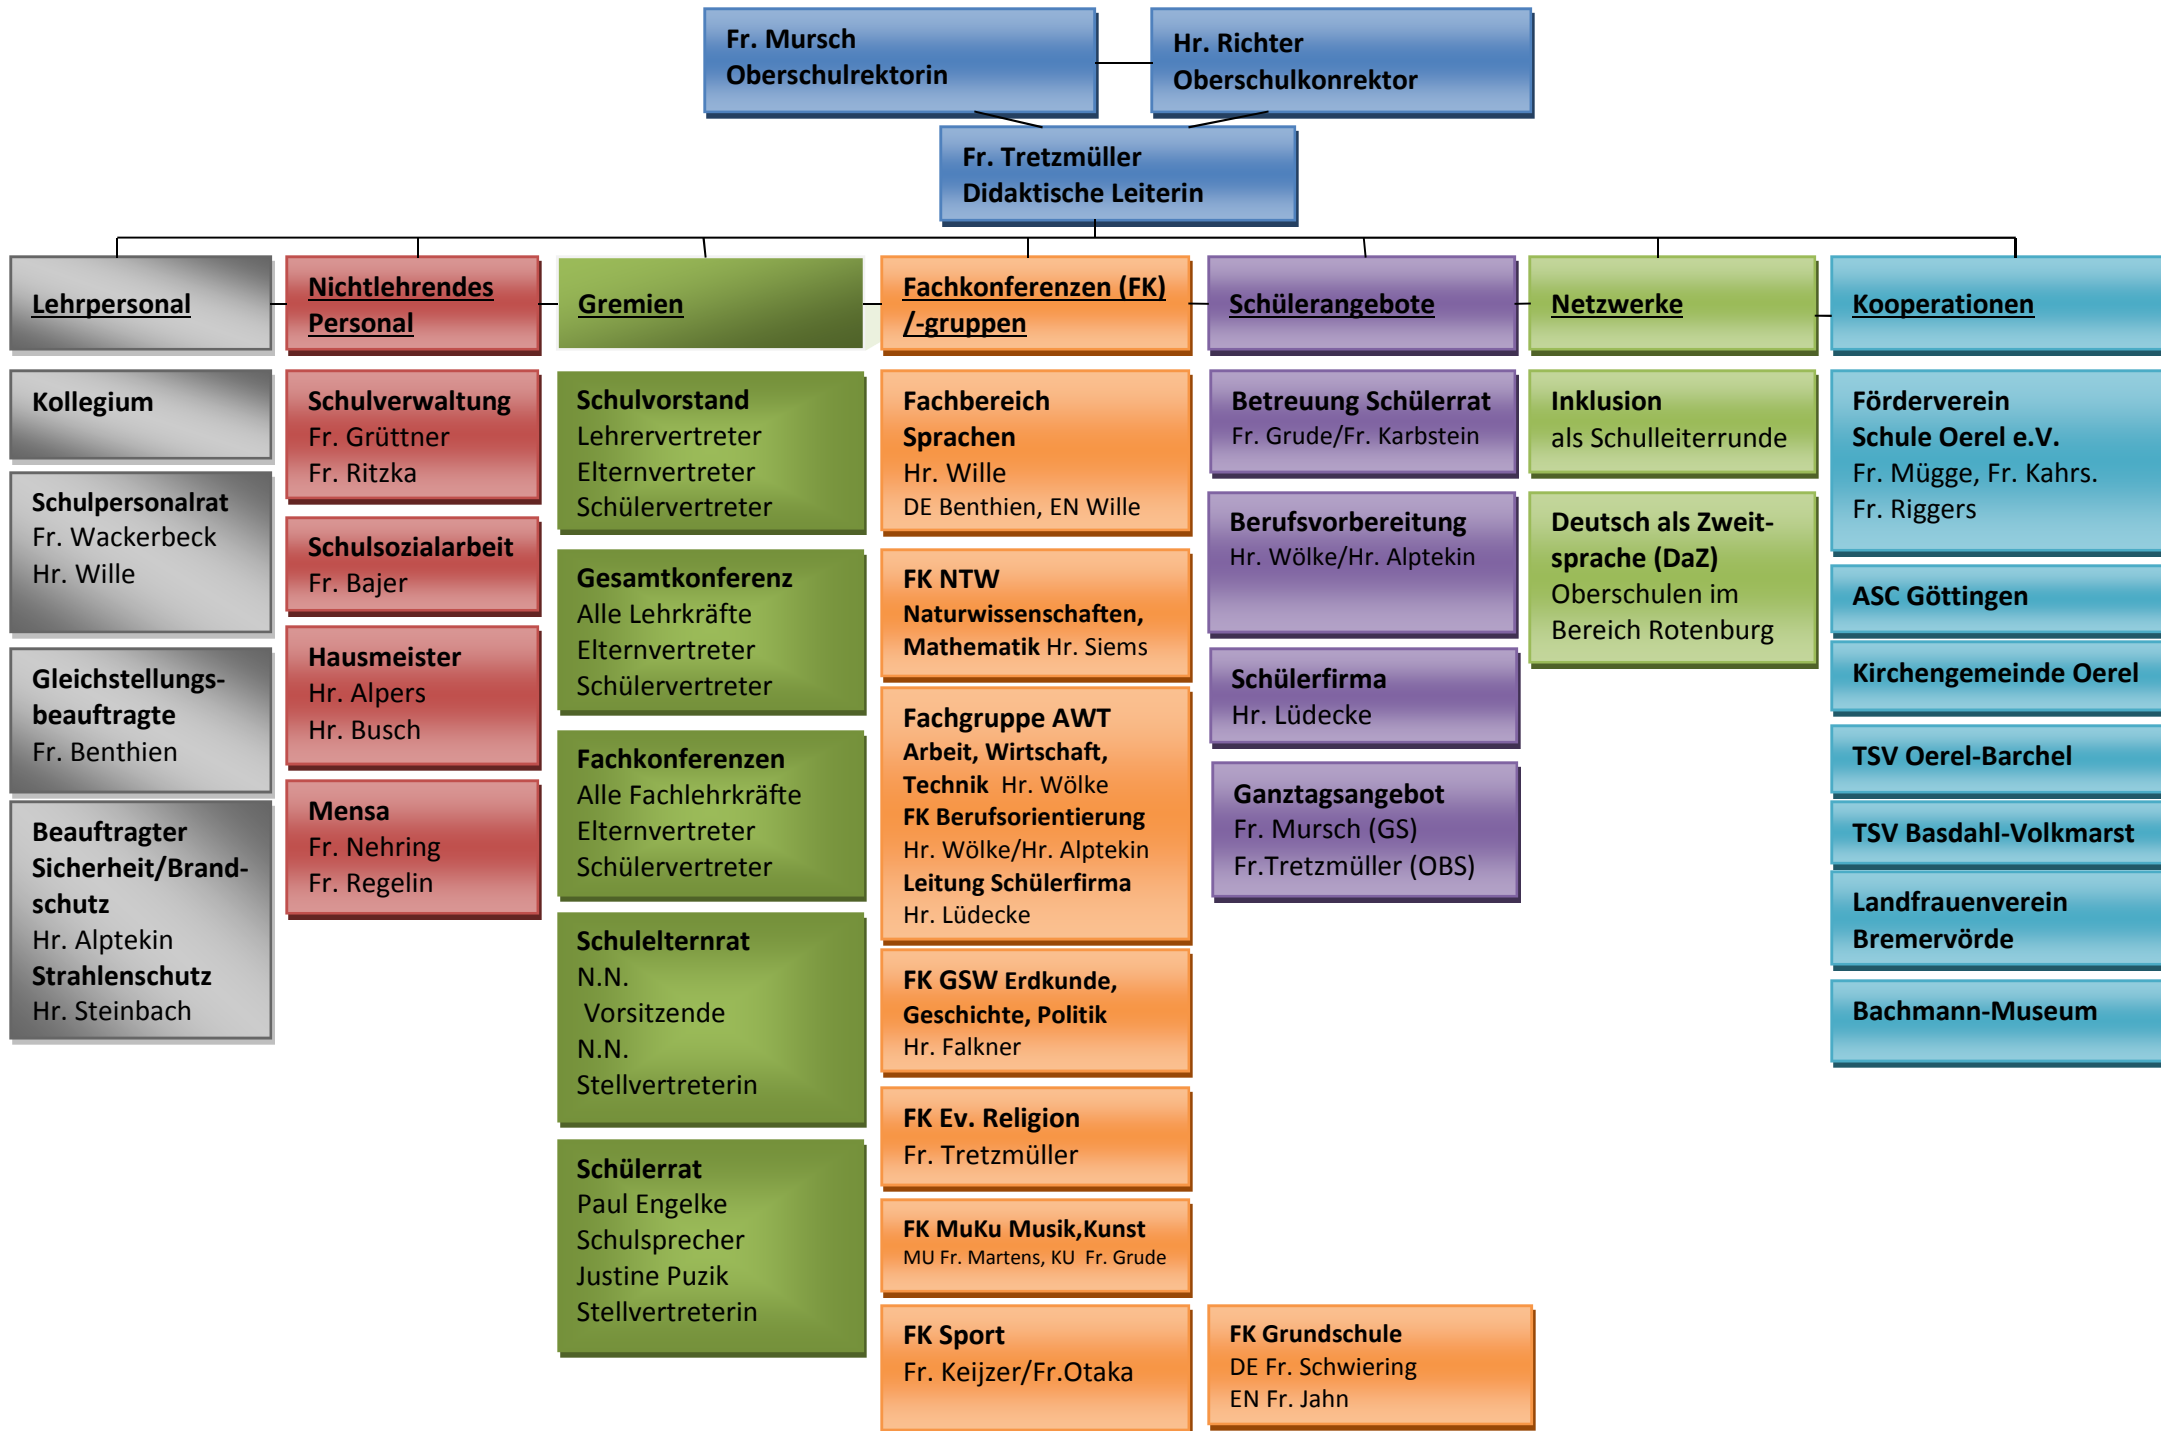 Fr. Mursch
Oberschulrektorin
Hr. Richter
Oberschulkonrektor
Fr. Tretzmüller
Didaktische Leiterin
Lehrpersonal
Kollegium
Schulpersonalrat
Fr. Wackerbeck
Hr. Wille
Gleichstellungs-
beauftragte
Fr. Benthien
Beauftragter
Sicherheit/Brand-
schutz
Hr. Alptekin
Strahlenschutz
Hr. Steinbach
Nichtlehrendes
Personal
Schulverwaltung
Fr. Grüttner
Fr. Ritzka
Schulsozialarbeit
Fr. Bajer
Hausmeister
Hr. Alpers
Hr. Busch
Mensa
Fr. Nehring
Fr. Regelin
Gremien
Schulvorstand
Lehrervertreter
Elternvertreter
Schülervertreter
Gesamtkonferenz
Alle Lehrkräfte
Elternvertreter
Schülervertreter
Fachkonferenzen
Alle Fachlehrkräfte
Elternvertreter
Schülervertreter
Schulelternrat
N.N.
Vorsitzende
N.N.
Stellvertreterin
Schülerrat
Paul Engelke
Schulsprecher
Justine Puzik
Stellvertreterin
Fachkonferenzen (FK)
/-gruppen
Fachbereich
Sprachen
Hr. Wille
DE Benthien, EN Wille
FK NTW
Naturwissenschaften,
Mathematik Hr. Siems
Fachgruppe AWT
Arbeit, Wirtschaft,
Technik Hr. Wölke
FK Berufsorientierung
Hr. Wölke/Hr. Alptekin
Leitung Schülerfirma
Hr. Lüdecke
FK GSW Erdkunde,
Geschichte, Politik
Hr. Falkner
FK Ev. Religion
Fr. Tretzmüller
FK MuKu Musik,Kunst
MU Fr. Martens, KU Fr. Grude
FK Sport
Fr. Keijzer/Fr.Otaka
Schülerangebote
Betreuung Schülerrat
Fr. Grude/Fr. Karbstein
Berufsvorbereitung
Hr. Wölke/Hr. Alptekin
Schülerfirma
Hr. Lüdecke
Ganztagsangebot
Fr. Mursch (GS)
Fr.Tretzmüller (OBS)
FK Grundschule
DE Fr. Schwiering
EN Fr. Jahn
Netzwerke
Inklusion
als Schulleiterrunde
Deutsch als Zweit-
sprache (DaZ)
Oberschulen im
Bereich Rotenburg
Kooperationen
Förderverein
Schule Oerel e.V.
Fr. Mügge, Fr. Kahrs.
Fr. Riggers
ASC Göttingen
Kirchengemeinde Oerel
TSV Oerel-Barchel
TSV Basdahl-Volkmarst
Landfrauenverein
Bremervörde
Bachmann-Museum